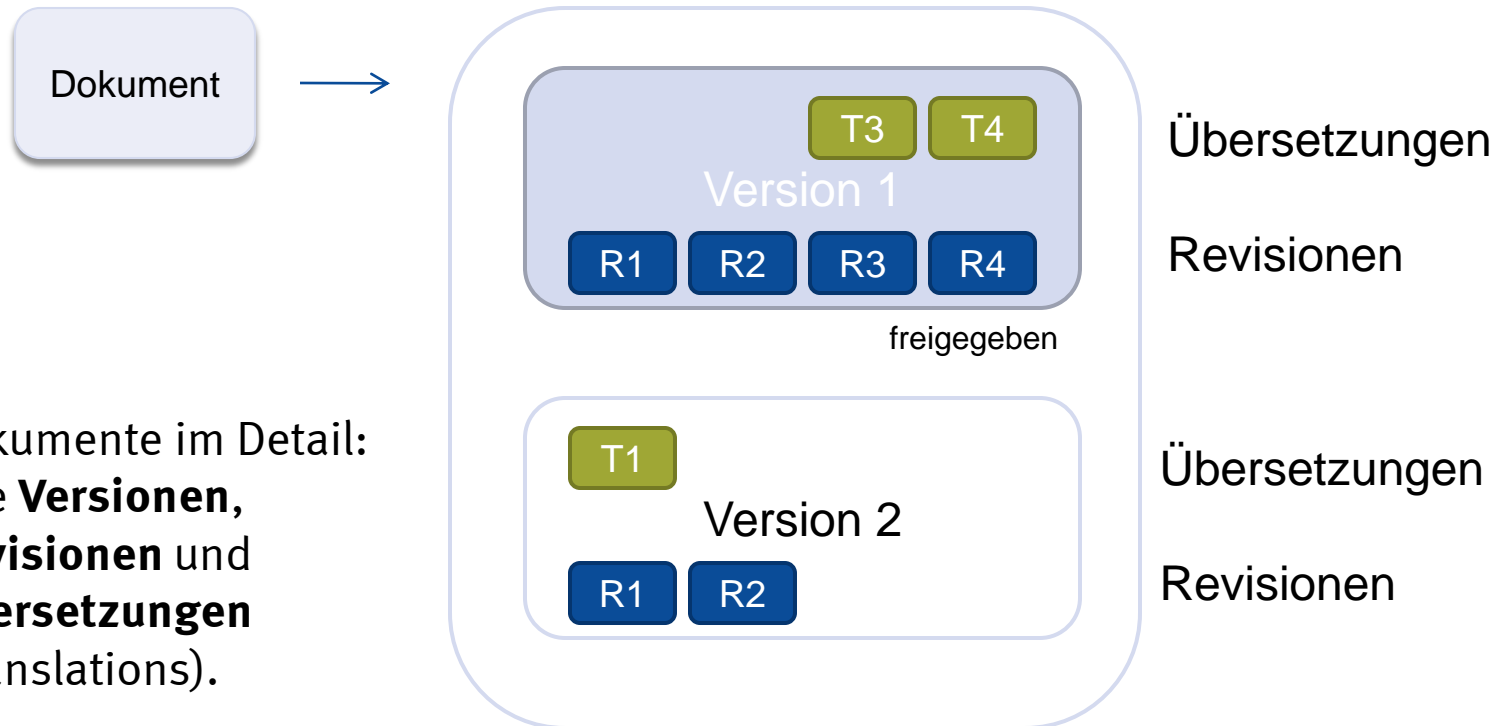 Dokument
T3 T4
Übersetzungen
Version 1
R1 R2 R3 R4
Revisionen
freigegeben
kumente im Detail:
e Versionen,
visionen und
ersetzungen
anslations).
T1
Übersetzungen
Version 2
R1 R2
Revisionen